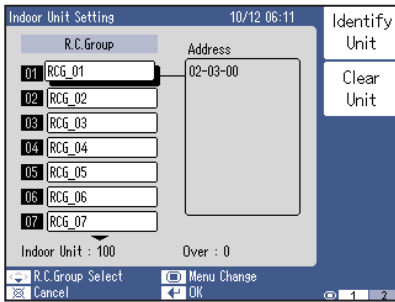 Indoor Unit Setting 10/12 06:11
Identify
Unit
Clear
Unit
R.C.Group Address
01 RCG_01 02-03-00
02 RCG_02
03 RCG_03
04 RCG_04
05 RCG_05
06 RCG_06
07 RCG_07
Indoor Unit : 100 Over : 0
R.C.Group Select Menu Change
Cancel OK
1 2